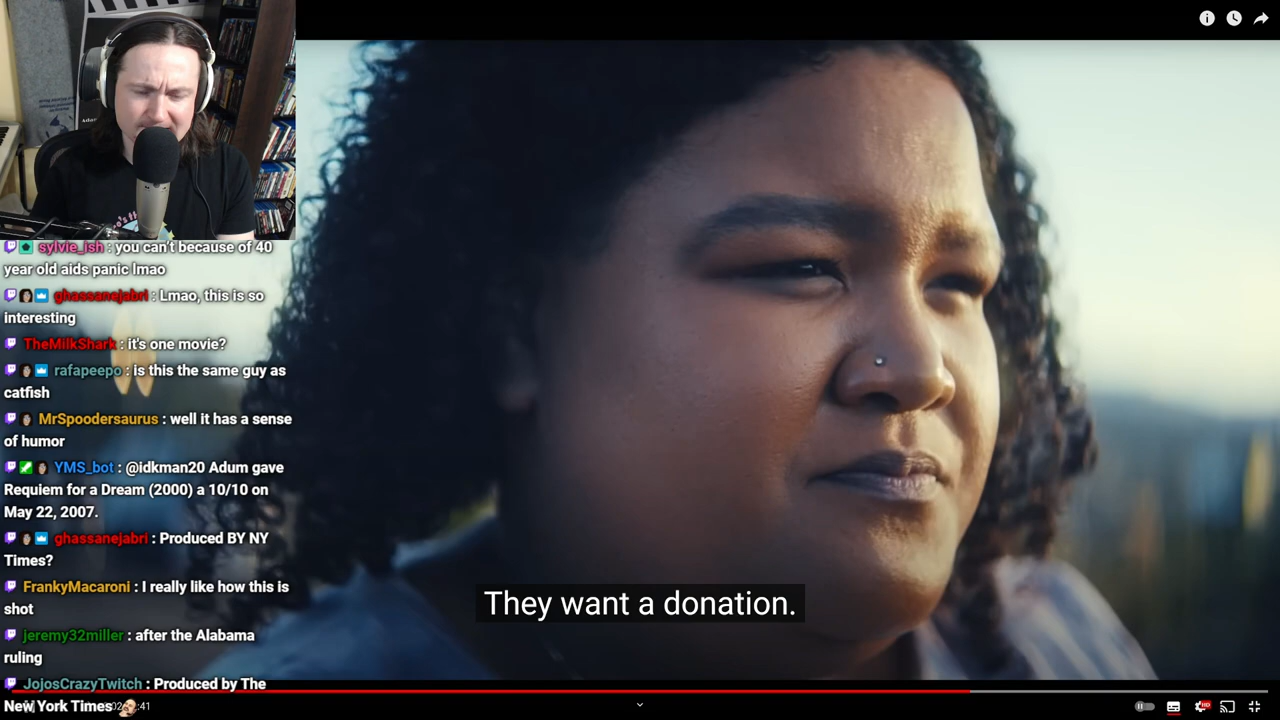 sylvie_ish : you can't because of 40
year old aids panic lmao
ghassanejabri : Lmao, this is so
interesting
TheMilkShark : it's one movie?
rafapeepo : is this the same guy as
catfish
MrSpoodersaurus : well it has a sense
of humor
YMS_bot : @idkman20 Adum gave
Requiem for a Dream (2000) a 10/10 on
May 22, 2007.
ghassanejabri : Produced BY NY
Times?
FrankyMacaroni : I really like how this is
shot
They want a donation.
jeremy32miller : after the Alabama
ruling
JojosCrazyTwitch : Produced by The
New York Times
:41
HD